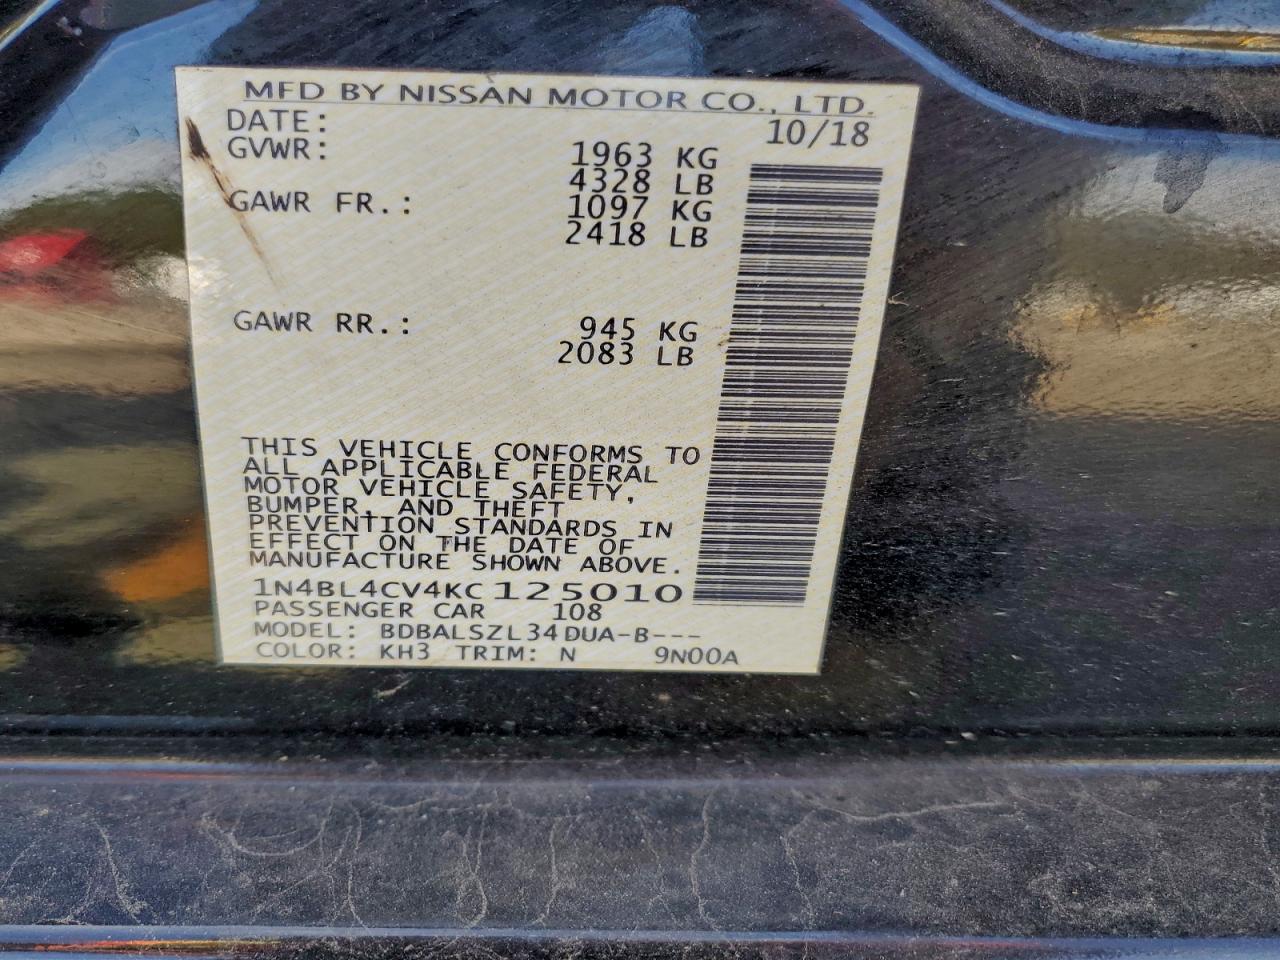 MFD BY NISSAN MOTOR CO., LTD.
DATE: 10/18
GVWR: 1963 KG
4328 LB
GAWR FR.: 1097 KG
2418 LB
GAWR RR.: 945 KG
2083 LB
THIS VEHICLE CONFORMS TO
ALL APPLICABLE FEDERAL
MOTOR VEHICLE SAFETY,
BUMPER, AND THEFT
PREVENTION STANDARDS IN
EFFECT ON THE DATE OF
MANUFACTURE SHOWN ABOVE.
1N4BL4CV4KC125010
PASSENGER CAR 108
MODEL: BDBALSZL34DUA-B---
COLOR: KH3 TRIM: N 9N00A